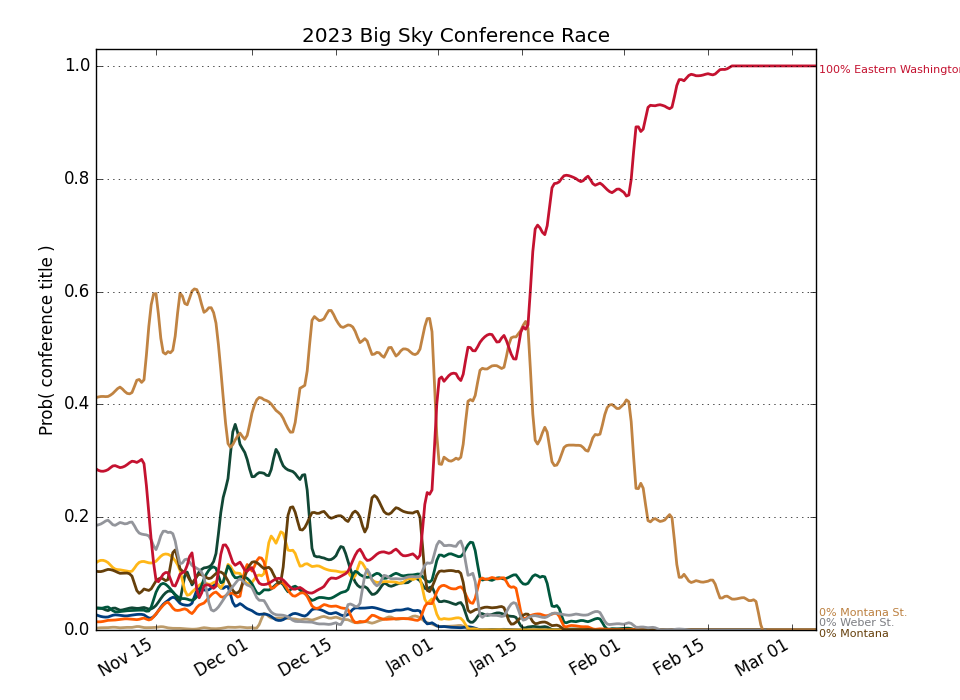 2023 Big Sky Conference Race
Prob( conference title )
1.0
0.8
0.6
0.4
0.2
0.0
100% Eastern Washington
0% Montana St.
0% Weber St.
0% Montana
Nov 15
Dec 01
Dec 15
Jan 01
Jan 15
Feb 01
Feb 15
Mar 01